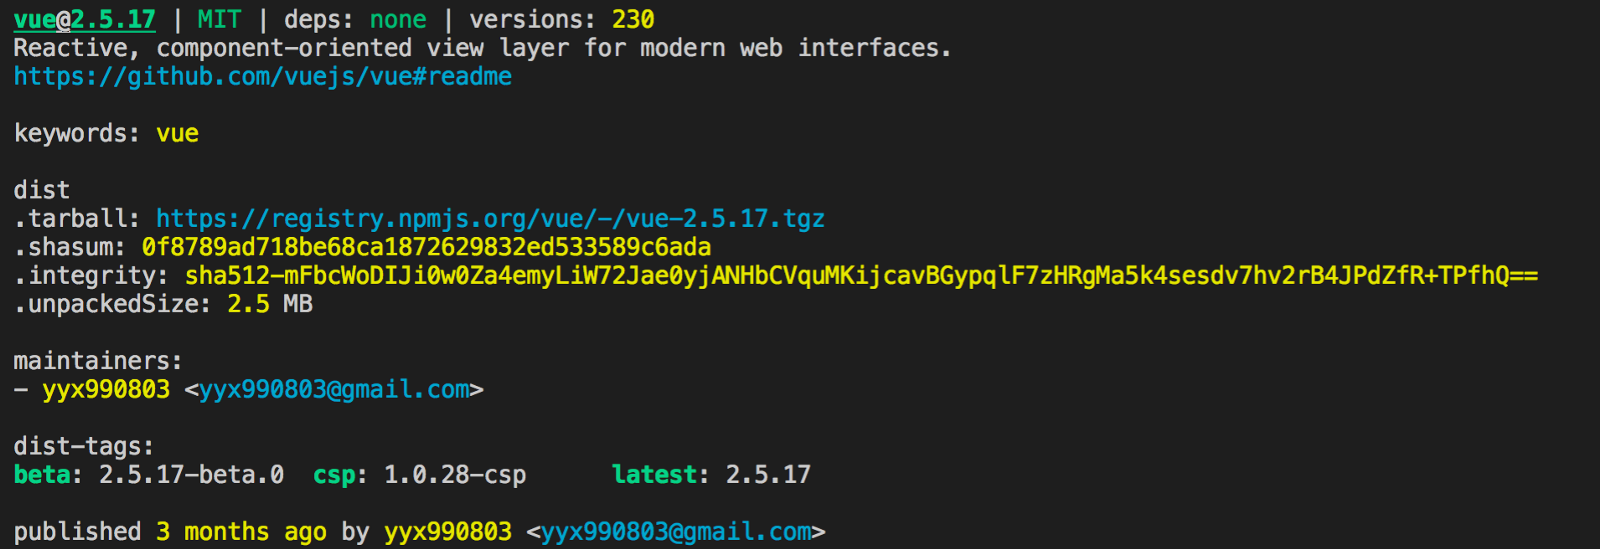 vue@2.5.17 | MIT | deps: none | versions: 230
Reactive, component-oriented view layer for modern web interfaces.
https://github.com/vuejs/vue#readme
keywords: vue
dist
.tarball: https://registry.npmjs.org/vue/-/vue-2.5.17.tgz
.shasum: 0f8789ad718be68ca1872629832ed533589c6ada
.integrity: sha512-mFbcWoDIJi0w0Za4emyLiW72Jae0yjANHbCVquMKijcavBGypqlF7zHRgMa5k4sesdv7hv2rB4JPdZfR+TPfhQ==
.unpackedSize: 2.5 MB
maintainers:
- yyx990803 <yyx990803@gmail.com>
dist-tags:
beta: 2.5.17-beta.0 csp: 1.0.28-csp latest: 2.5.17
published 3 months ago by yyx990803 <yyx990803@gmail.com>